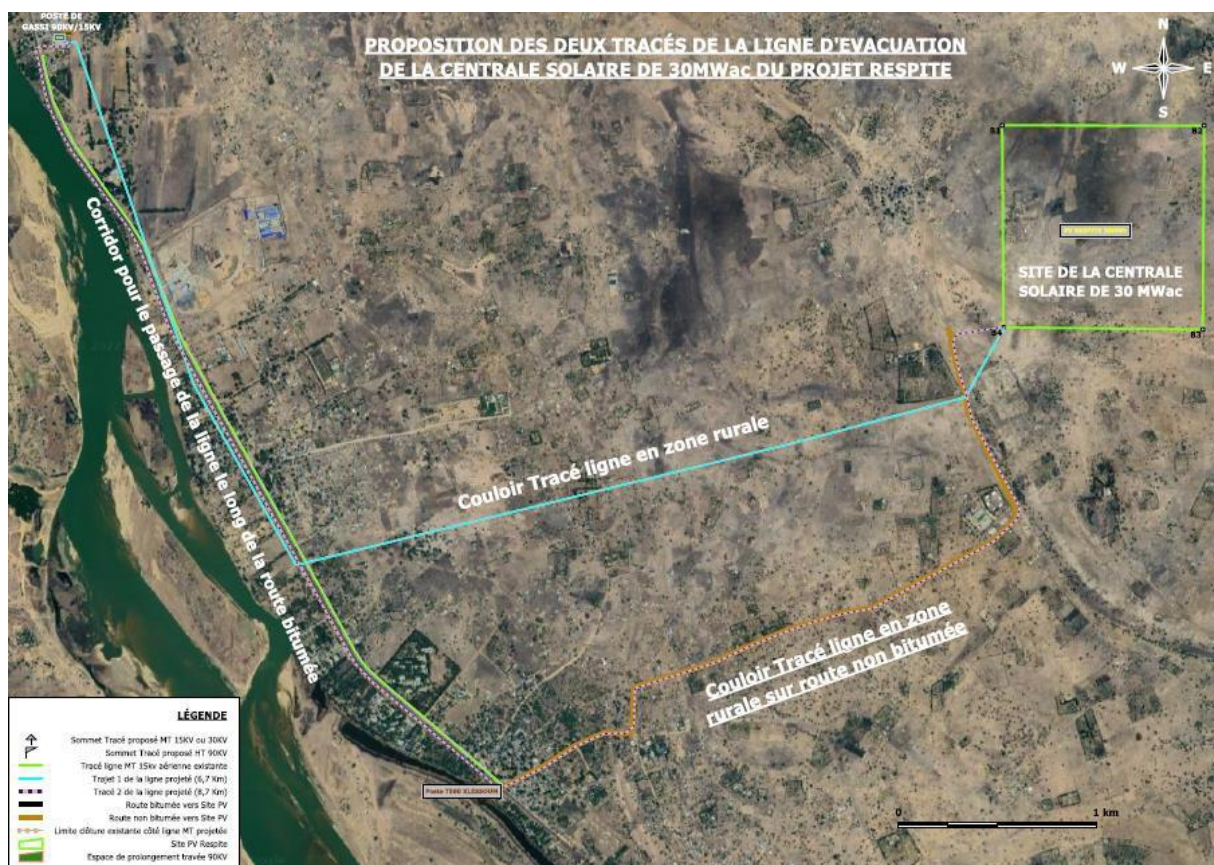 POSTE DE
GASSI 90KV/15KV
PROPOSITION DES DEUX TRACÉS DE LA LIGNE D'EVACUATION
DE LA CENTRALE SOLAIRE DE 30MWac DU PROJET RESPITE
N
W E
S
B1
B2
SITE DE LA CENTRALE
SOLAIRE DE 30 MWac
B4
B3
Corridor pour le passage de la ligne le long de la route bitumée
Couloir Tracé ligne en zone rurale
Couloir Tracé ligne en zone
rurale sur route non bitumée
LÉGENDE
Sommet Tracé proposé MT 15KV ou 30KV
Sommet Tracé proposé HT 90KV
Tracé ligne MT 15kv aérienne existante
Trajet 1 de la ligne projeté (6,7 Km)
Tracé 2 de la ligne projeté (8,7 Km)
Route bitumée vers Site PV
Route non bitumée vers Site PV
Limite clôture existante côté ligne MT projetée
Site PV Respite
Espace de prolongement travée 90KV
Poste KLESSOUM
0 1 km